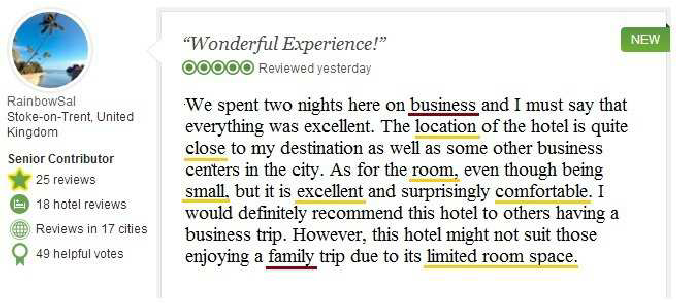 “Wonderful Experience!”
NEW
Reviewed yesterday
RainbowSal
Stoke-on-Trent, United
Kingdom
Senior Contributor
25 reviews
18 hotel reviews
Reviews in 17 cities
49 helpful votes
We spent two nights here on business and I must say that
everything was excellent. The location of the hotel is quite
close to my destination as well as some other business
centers in the city. As for the room, even though being
small, but it is excellent and surprisingly comfortable. I
would definitely recommend this hotel to others having a
business trip. However, this hotel might not suit those
enjoying a family trip due to its limited room space.